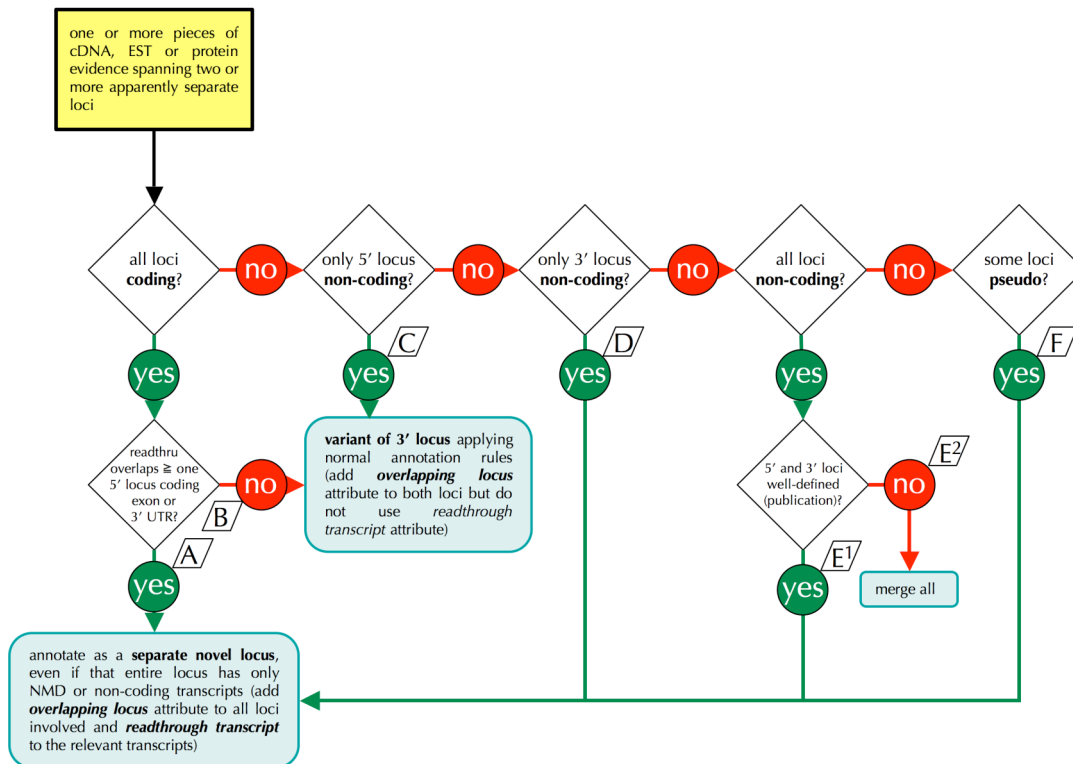 one or more pieces of
cDNA, EST or protein
evidence spanning two or
more apparently separate
loci
all loci
coding?
no
only 5′ locus
non-coding?
no
only 3′ locus
non-coding?
no
all loci
non-coding?
no
some loci
pseudo?
yes
C
yes
D
yes
yes
F
yes
readthru
overlaps ≧ one
5′ locus coding
exon or
3′ UTR?
B
no
variant of 3′ locus applying
normal annotation rules
(add overlapping locus
attribute to both loci but do
not use readthrough
transcript attribute)
5′ and 3′ loci
well-defined
(publication)?
E2
no
A
yes
E1
yes
merge all
annotate as a separate novel locus,
even if that entire locus has only
NMD or non-coding transcripts (add
overlapping locus attribute to all loci
involved and readthrough transcript
to the relevant transcripts)